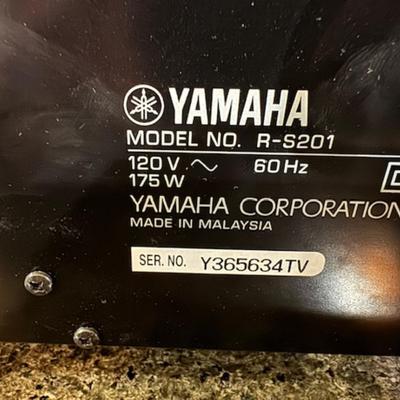 YAMAHA
MODEL NO. R-S201
120 V ~ 60 Hz
175 W
YAMAHA CORPORATION
MADE IN MALAYSIA
SER. NO. Y365634TV